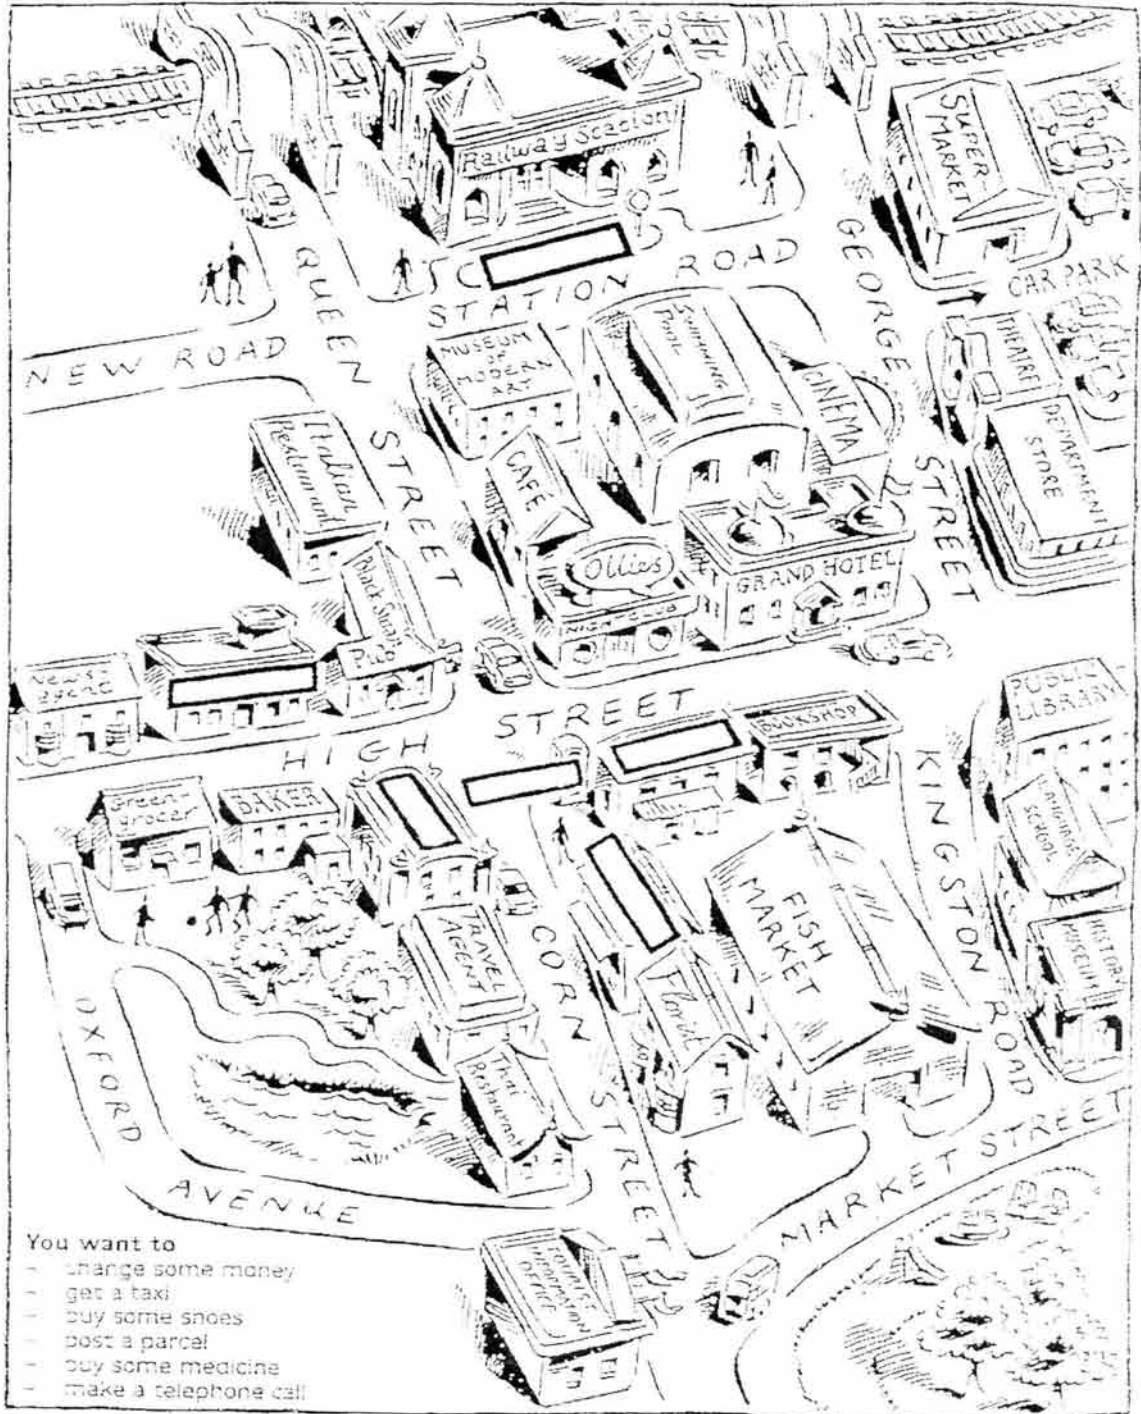 Railway Station
SUPER-
MARKET
QUEEN
STATION ROAD
GEORGE
CAR PARK
NEW ROAD
MUSEUM
OF
MODERN
ART
Swimming
Pool
CINEMA
THEATRE
DEPARTMENT
STORE
Italian
Restaurant
STREET
CAFÉ
STREET
Ollies
NIGHT CLUB
GRAND HOTEL
Black Swan
Pub
News-
agent
HIGH STREET
BOOKSHOP
PUBLIC
LIBRARY
Green-
grocer
BAKER
KINGSTON
LANGUAGE
SCHOOL
TRAVEL
AGENT
CORN
FISH
MARKET
Florist
HISTORY
MUSEUM
ROAD
OXFORD
Thai
Restaurant
STREET
AVENUE
MARKET STREET
TOURIST
INFORMATION
OFFICE
You want to
- change some money
- get a taxi
- buy some shoes
- post a parcel
- buy some medicine
- make a telephone call